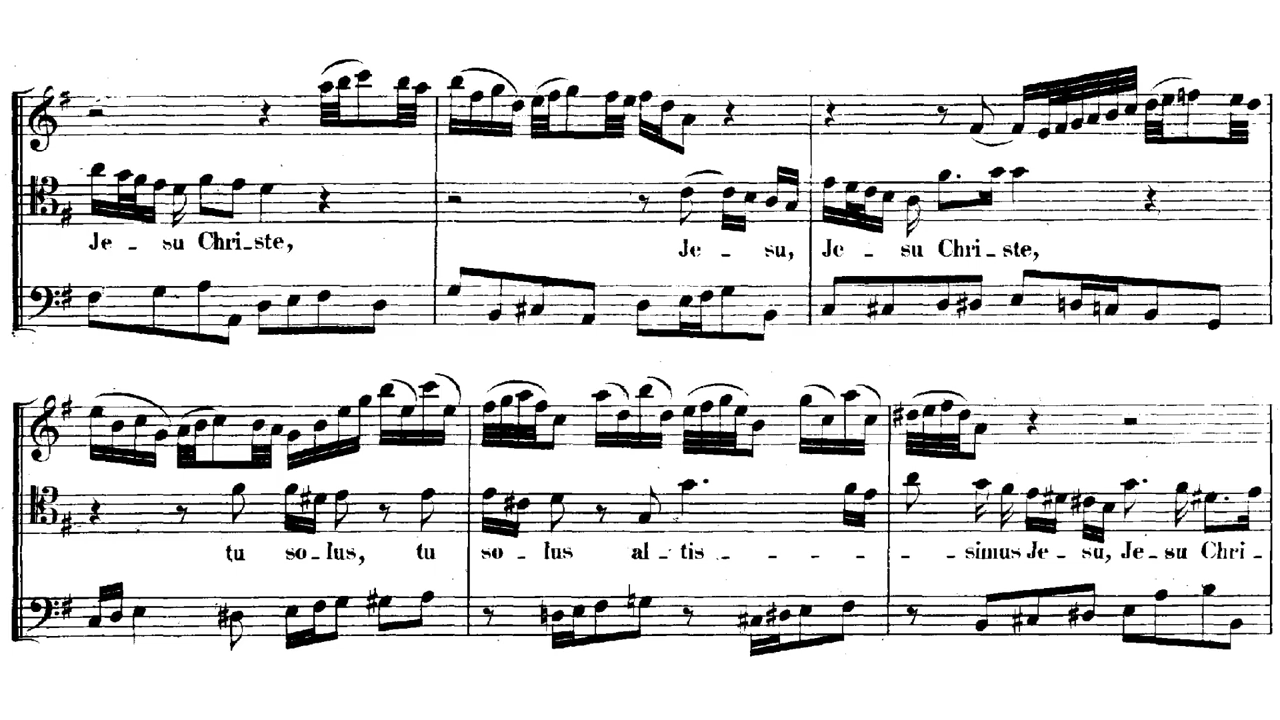 Je - su Chri - ste, Je - su, Je - su Chri - ste,
tu so - lus, tu so - lus al - tis - - - - - simus Je - su, Je - su Chri -